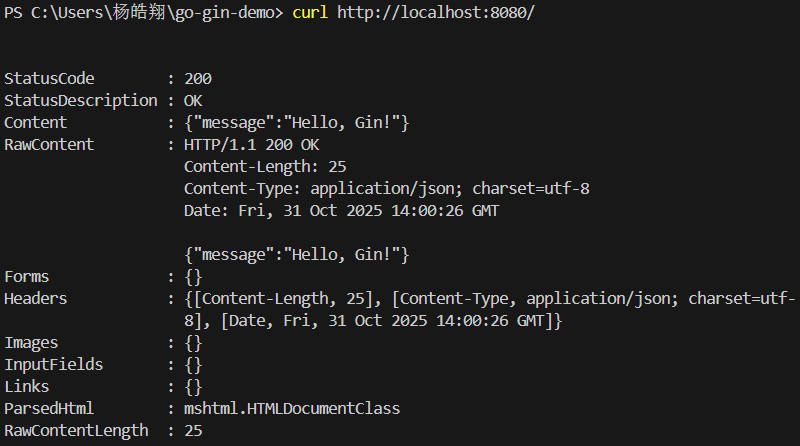 PS C:\Users\杨皓翔\go-gin-demo> curl http://localhost:8080/
StatusCode        : 200
StatusDescription : OK
Content           : {"message":"Hello, Gin!"}
RawContent        : HTTP/1.1 200 OK
                    Content-Length: 25
                    Content-Type: application/json; charset=utf-8
                    Date: Fri, 31 Oct 2025 14:00:26 GMT
                    {"message":"Hello, Gin!"}
Forms             : {}
Headers           : {[Content-Length, 25], [Content-Type, application/json; charset=utf-
                    8], [Date, Fri, 31 Oct 2025 14:00:26 GMT]}
Images            : {}
InputFields       : {}
Links             : {}
ParsedHtml        : mshtml.HTMLDocumentClass
RawContentLength  : 25